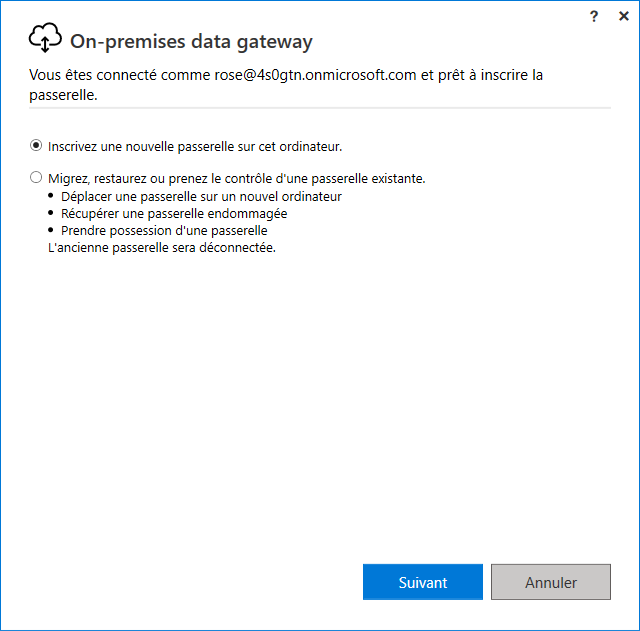 ? ×
On-premises data gateway
Vous êtes connecté comme rose@4s0gtn.onmicrosoft.com et prêt à inscrire la
passerelle.
Inscrivez une nouvelle passerelle sur cet ordinateur.
Migrez, restaurez ou prenez le contrôle d'une passerelle existante.
• Déplacer une passerelle sur un nouvel ordinateur
• Récupérer une passerelle endommagée
• Prendre possession d'une passerelle
L'ancienne passerelle sera déconnectée.
Suivant
Annuler